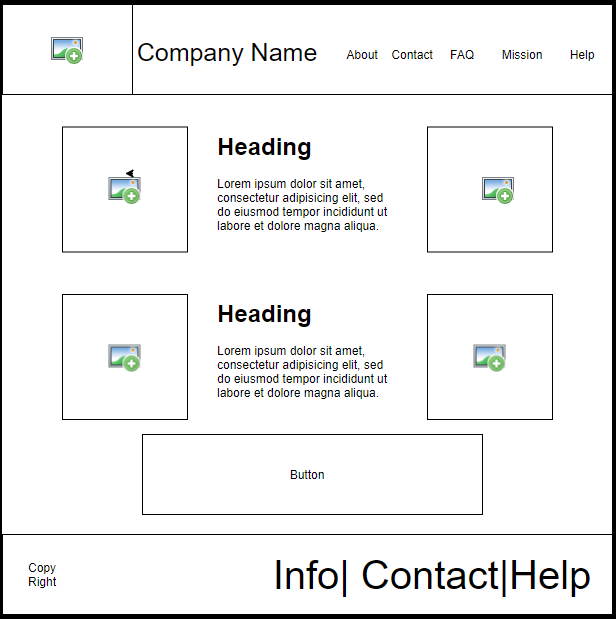 Company Name
About Contact FAQ Mission Help
Heading
Lorem ipsum dolor sit amet,
consectetur adipisicing elit, sed
do eiusmod tempor incididunt ut
labore et dolore magna aliqua.
Heading
Lorem ipsum dolor sit amet,
consectetur adipisicing elit, sed
do eiusmod tempor incididunt ut
labore et dolore magna aliqua.
Button
Copy
Right
Info| Contact|Help